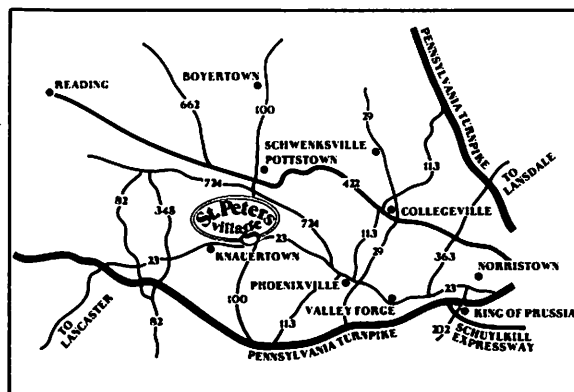 BOYERTOWN
READING
662
100
29
PENNSYLVANIA TURNPIKE
SCHWENKSVILLE
POTTSTOWN
113
TO LANSDALE
422
724
82
345
St. Peters
village
COLLEGEVILLE
724
113
29
363
23
23
KNAUERTOWN
NORRISTOWN
PHOENIXVILLE
23
VALLEY FORGE
100
KING OF PRUSSIA
TO LANCASTER
82
113
PENNSYLVANIA TURNPIKE
202
SCHUYLKILL
EXPRESSWAY